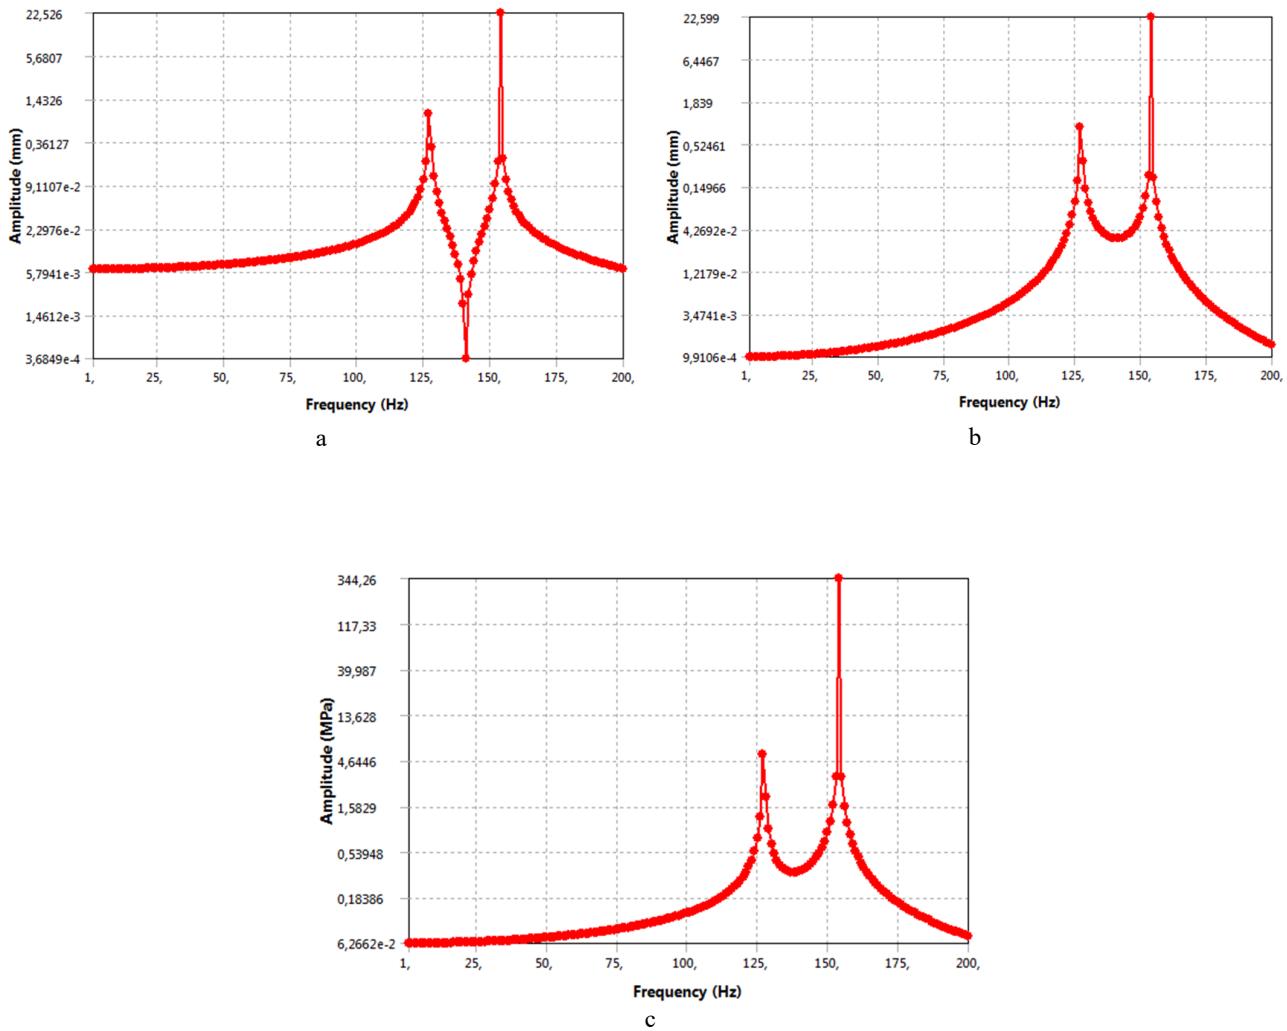 22,526
5,6807
1,4326
0,36127
9,1107e-2
2,2976e-2
5,7941e-3
1,4612e-3
3,6849e-4
Amplitude (mm)
1, 25, 50, 75, 100, 125, 150, 175, 200,
Frequency (Hz)
a
22,599
6,4467
1,839
0,52461
0,14966
4,2692e-2
1,2179e-2
3,4741e-3
9,9106e-4
Amplitude (mm)
1, 25, 50, 75, 100, 125, 150, 175, 200,
Frequency (Hz)
b
344,26
117,33
39,987
13,628
4,6446
1,5829
0,53948
0,18386
6,2662e-2
Amplitude (MPa)
1, 25, 50, 75, 100, 125, 150, 175, 200,
Frequency (Hz)
c